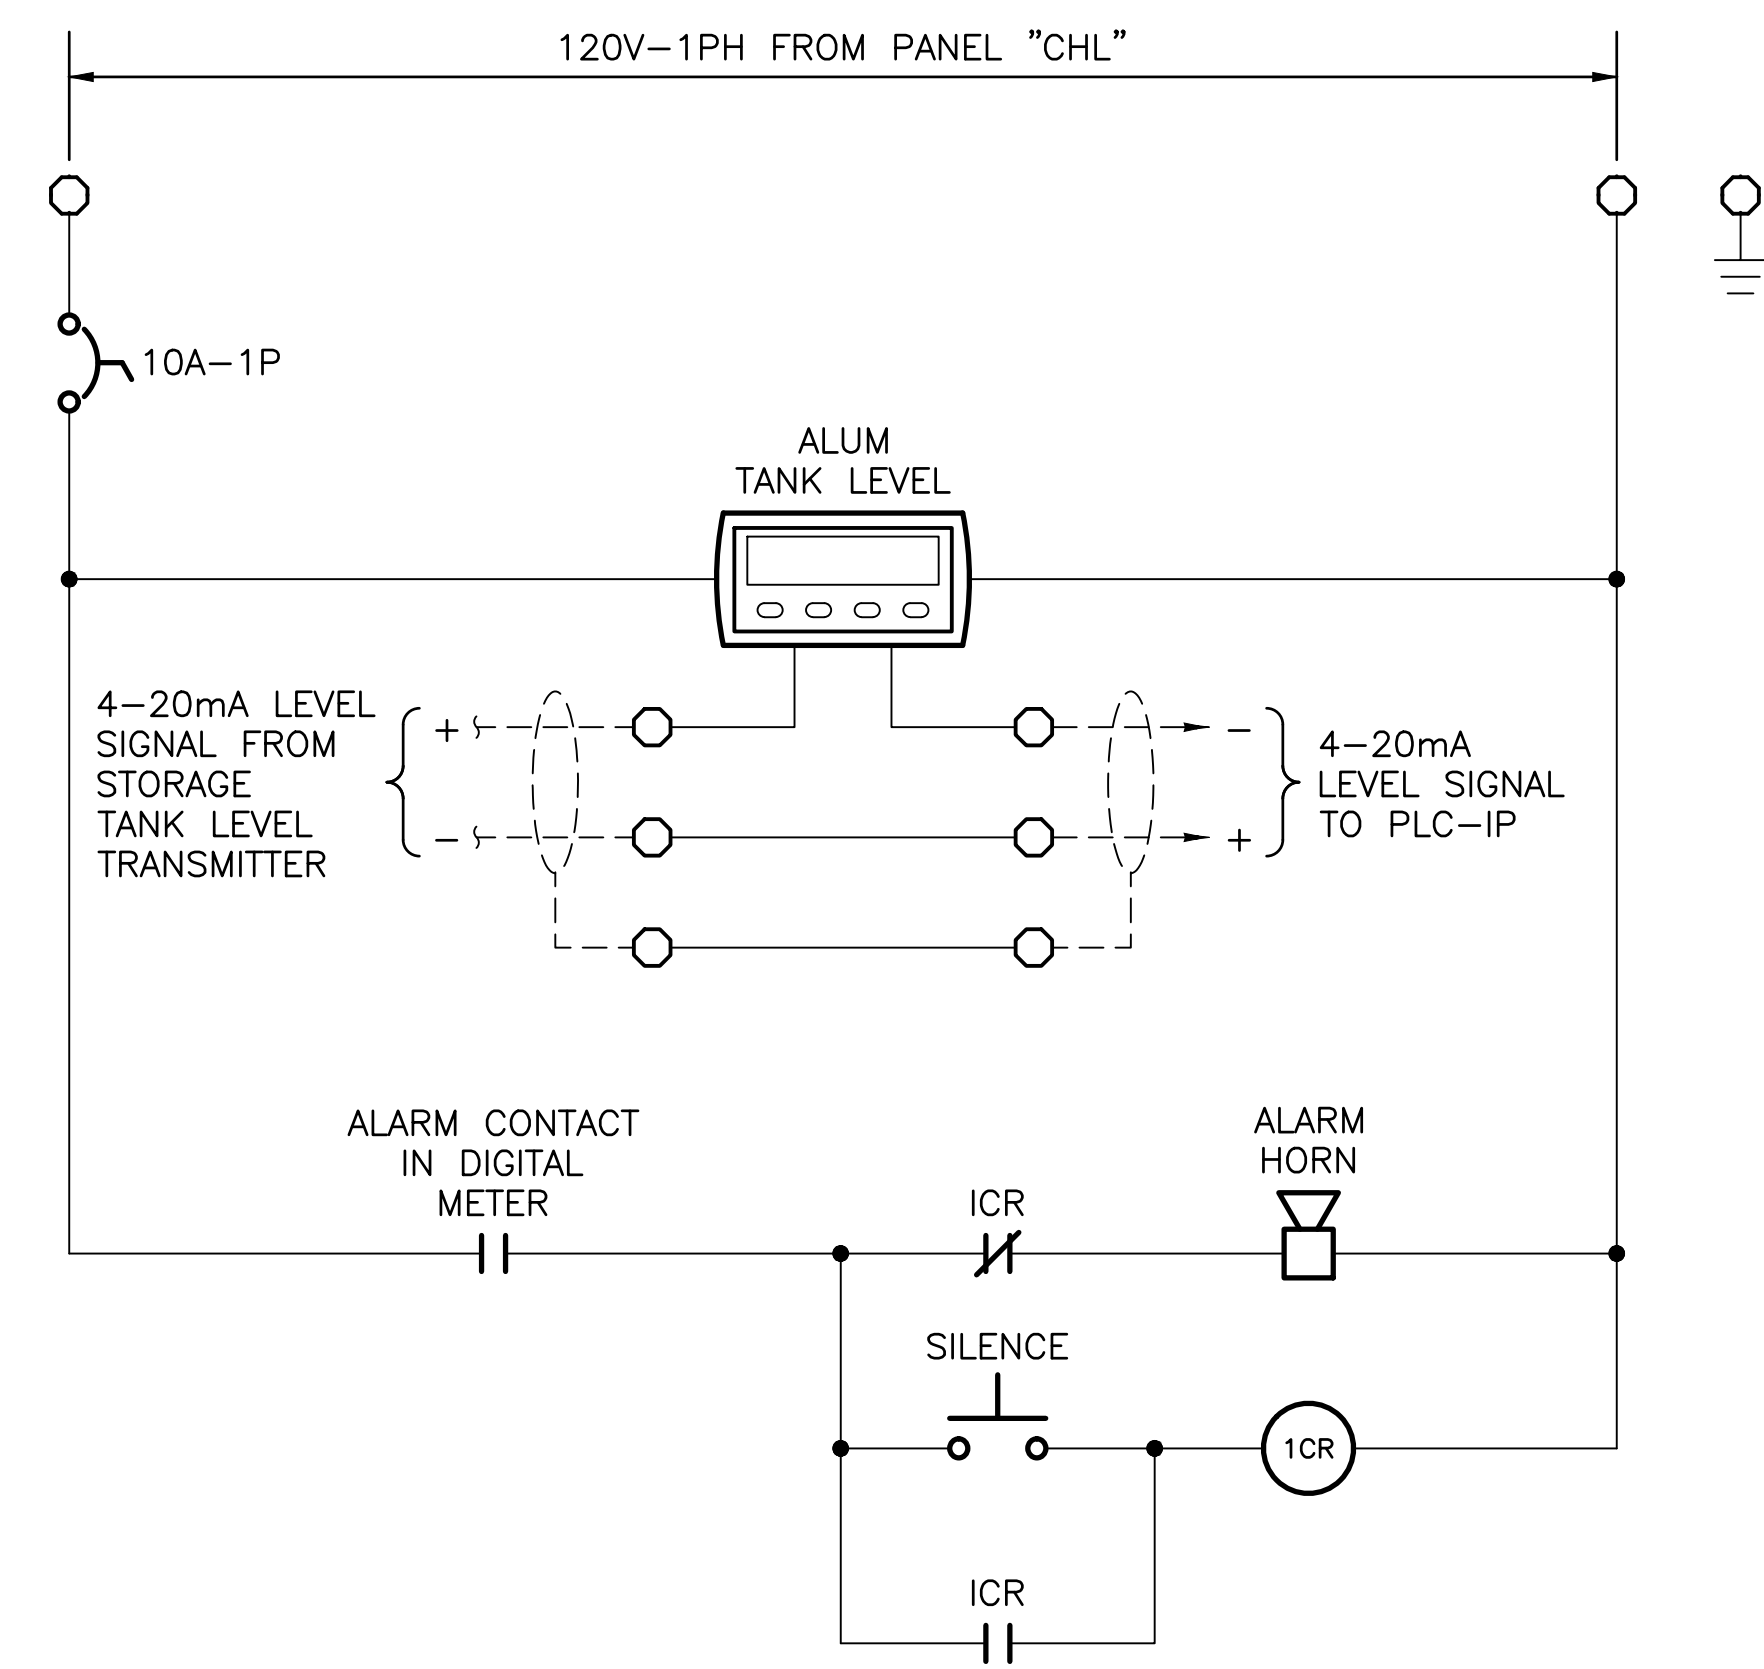 120V-1PH FROM PANEL "CHL"
10A-1P
ALUM
TANK LEVEL
4-20mA LEVEL
SIGNAL FROM
STORAGE
TANK LEVEL
TRANSMITTER
+
-
-
+
4-20mA
LEVEL SIGNAL
TO PLC-IP
ALARM CONTACT
IN DIGITAL
METER
ICR
ALARM
HORN
SILENCE
1CR
ICR